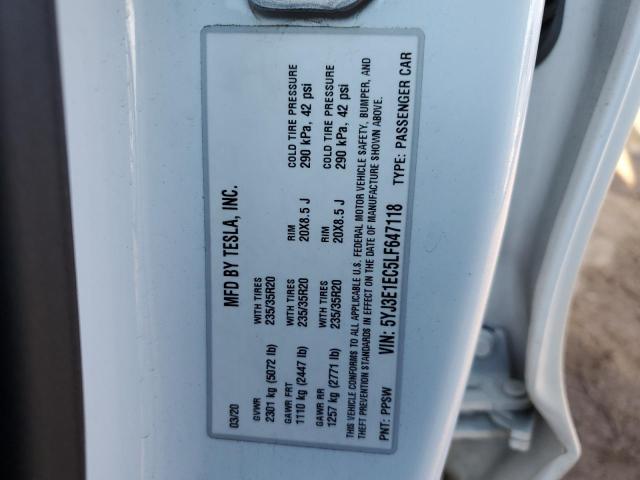 MFD BY TESLA, INC.
03/20
GVWR WITH TIRES
2301 kg (5072 lb) 235/35R20
GAWR FRT WITH TIRES RIM COLD TIRE PRESSURE
1110 kg (2447 lb) 235/35R20 20X8.5 J 290 kPa, 42 psi
GAWR RR WITH TIRES RIM COLD TIRE PRESSURE
1257 kg (2771 lb) 235/35R20 20X8.5 J 290 kPa, 42 psi
THIS VEHICLE CONFORMS TO ALL APPLICABLE U.S. FEDERAL MOTOR VEHICLE SAFETY, BUMPER, AND
THEFT PREVENTION STANDARDS IN EFFECT ON THE DATE OF MANUFACTURE SHOWN ABOVE.
PNT: PPSW VIN: 5YJ3E1EC5LF647118 TYPE: PASSENGER CAR